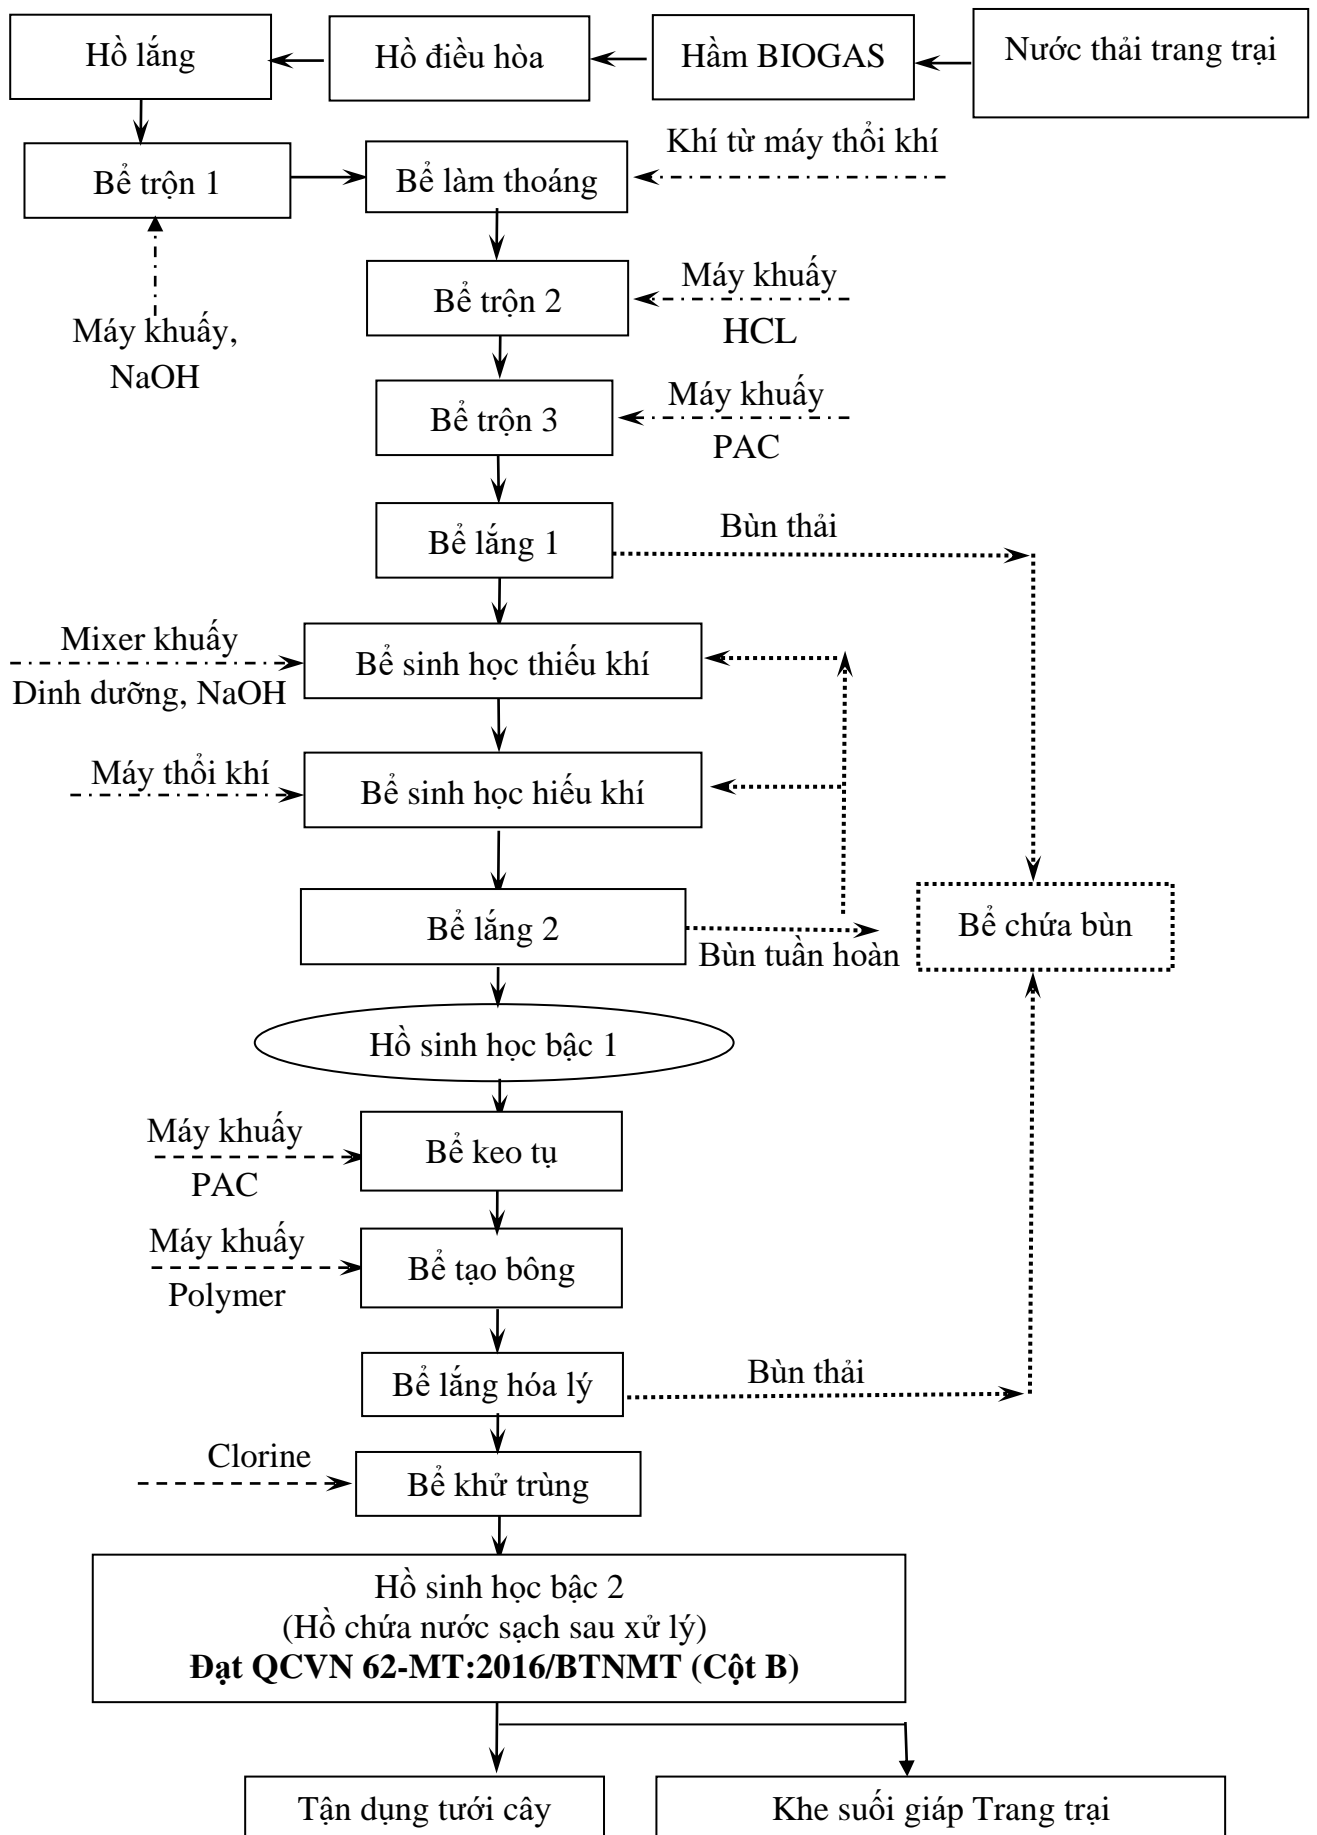 Hồ lắng
Hồ điều hòa
Hầm BIOGAS
Nước thải trang trại
Khí từ máy thổi khí
Bể trộn 1
Bể làm thoáng
Máy khuấy,
NaOH
Máy khuấy
Bể trộn 2
HCL
Máy khuấy
Bể trộn 3
PAC
Bể lắng 1
Bùn thải
Mixer khuấy
Dinh dưỡng, NaOH
Bể sinh học thiếu khí
Máy thổi khí
Bể sinh học hiếu khí
Bể lắng 2
Bùn tuần hoàn
Bể chứa bùn
Hồ sinh học bậc 1
Máy khuấy
PAC
Bể keo tụ
Máy khuấy
Polymer
Bể tạo bông
Bể lắng hóa lý
Bùn thải
Clorine
Bể khử trùng
Hồ sinh học bậc 2
(Hồ chứa nước sạch sau xử lý)
Đạt QCVN 62-MT:2016/BTNMT (Cột B)
Tận dụng tưới cây
Khe suối giáp Trang trại